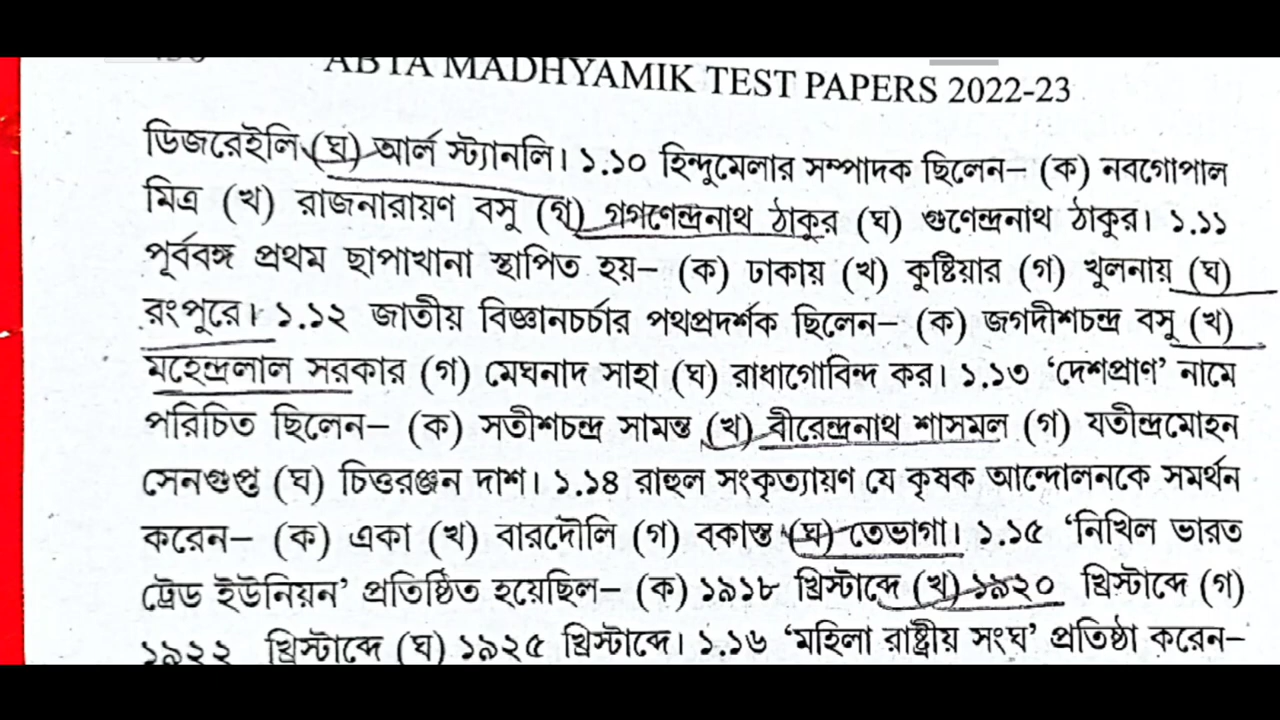 ABTA MADHYAMIK TEST PAPERS 2022-23
ডিজরেইলি (ঘ) আর্ল স্ট্যানলি। ১.১০ হিন্দুমেলার সম্পাদক ছিলেন– (ক) নবগোপাল
মিত্র (খ) রাজনারায়ণ বসু (গ) গগণেন্দ্রনাথ ঠাকুর (ঘ) গুণেন্দ্রনাথ ঠাকুর। ১.১১
পূর্ববঙ্গ প্রথম ছাপাখানা স্থাপিত হয়– (ক) ঢাকায় (খ) কুষ্টিয়ার (গ) খুলনায় (ঘ)
রংপুরে। ১.১২ জাতীয় বিজ্ঞানচর্চার পথপ্রদর্শক ছিলেন– (ক) জগদীশচন্দ্র বসু (খ)
মহেন্দ্রলাল সরকার (গ) মেঘনাদ সাহা (ঘ) রাধাগোবিন্দ কর। ১.১৩ ‘দেশপ্রাণ’ নামে
পরিচিত ছিলেন– (ক) সতীশচন্দ্র সামন্ত (খ) বীরেন্দ্রনাথ শাসমল (গ) যতীন্দ্রমোহন
সেনগুপ্ত (ঘ) চিত্তরঞ্জন দাশ। ১.১৪ রাহুল সংকৃত্যায়ণ যে কৃষক আন্দোলনকে সমর্থন
করেন– (ক) একা (খ) বারদৌলি (গ) বকাস্ত (ঘ) তেভাগা। ১.১৫ ‘নিখিল ভারত
ট্রেড ইউনিয়ন’ প্রতিষ্ঠিত হয়েছিল– (ক) ১৯১৮ খ্রিস্টাব্দে (খ) ১৯২০ খ্রিস্টাব্দে (গ)
১৯২২ খ্রিস্টাব্দে (ঘ) ১৯২৫ খ্রিস্টাব্দে। ১.১৬ ‘মহিলা রাষ্ট্রীয় সংঘ’ প্রতিষ্ঠা করেন–